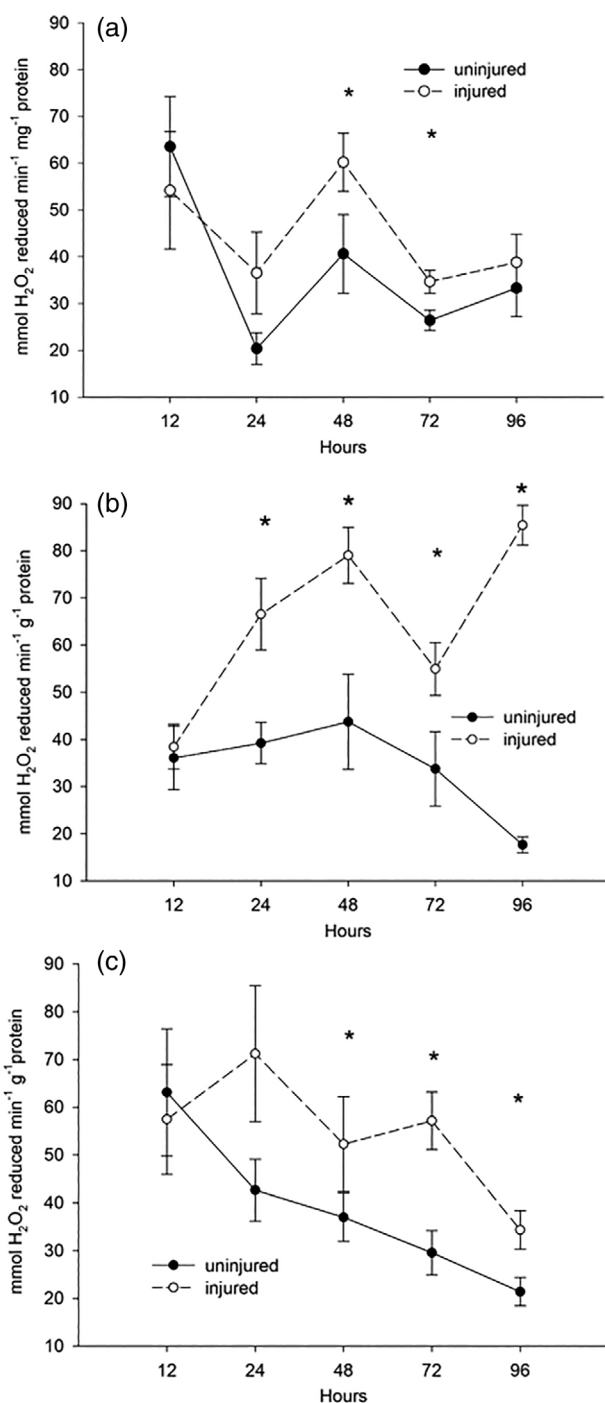 (a)
uninjured
injured
*
*
mmol H₂O₂ reduced min⁻¹ mg⁻¹ protein
90
80
70
60
50
40
30
20
10
12 24 48 72 96
Hours
(b)
*
*
*
*
uninjured
injured
mmol H₂O₂ reduced min⁻¹ g⁻¹ protein
90
80
70
60
50
40
30
20
10
12 24 48 72 96
Hours
(c)
*
*
*
uninjured
injured
mmol H₂O₂ reduced min⁻¹ g⁻¹protein
90
80
70
60
50
40
30
20
10
12 24 48 72 96
Hours